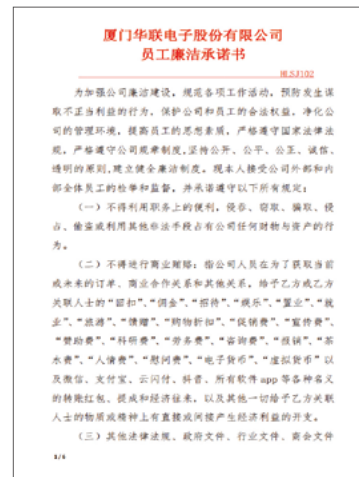 厦门华联电子股份有限公司
员工廉洁承诺书
HLSJ102
为加强公司廉洁建设，规范各项工作活动，预防发生谋
取不正当利益的行为，保护公司和员工的合法权益，净化公
司的管理环境，提高员工的思想素质，严格遵守国家法律法
规，严格遵守公司规章制度，坚持公开、公平、公正、诚信、
透明的原则，建立健全廉洁制度，现本人接受公司外部和内
部全体员工的检举和监督，并承诺遵守以下所有规定：
（一）不得利用职务上的便利，侵吞、窃取、骗取、侵
占、偷盗或利用其他非法手段占有公司任何财物与资产的行
为。
（二）不得进行商业贿赂：指公司人员在为了获取当前
或未来的订单、商业合作关系和其他关系，给予乙方或乙方
关联人士的“回扣”、“佣金”、“招待”、“娱乐”、“置业”、“就
业”、“旅游”、“馈赠”、“购物折扣”、“促销费”、“宣传费”、
“赞助费”、“科研费”、“劳务费”、“咨询费”、“报销”、“茶
水费”、“人情费”、“慰问费”、“电子货币”、“虚拟货币”以
及微信、支付宝、云闪付、抖音、所有软件 app 等各种名义
的转账红包、提成和经济往来，以及其他一切给予乙方关联
人士的物质或精神上有直接或间接产生经济利益的开支。
（三）其他法律法规、政府文件、行业文件、商会文件
1/6